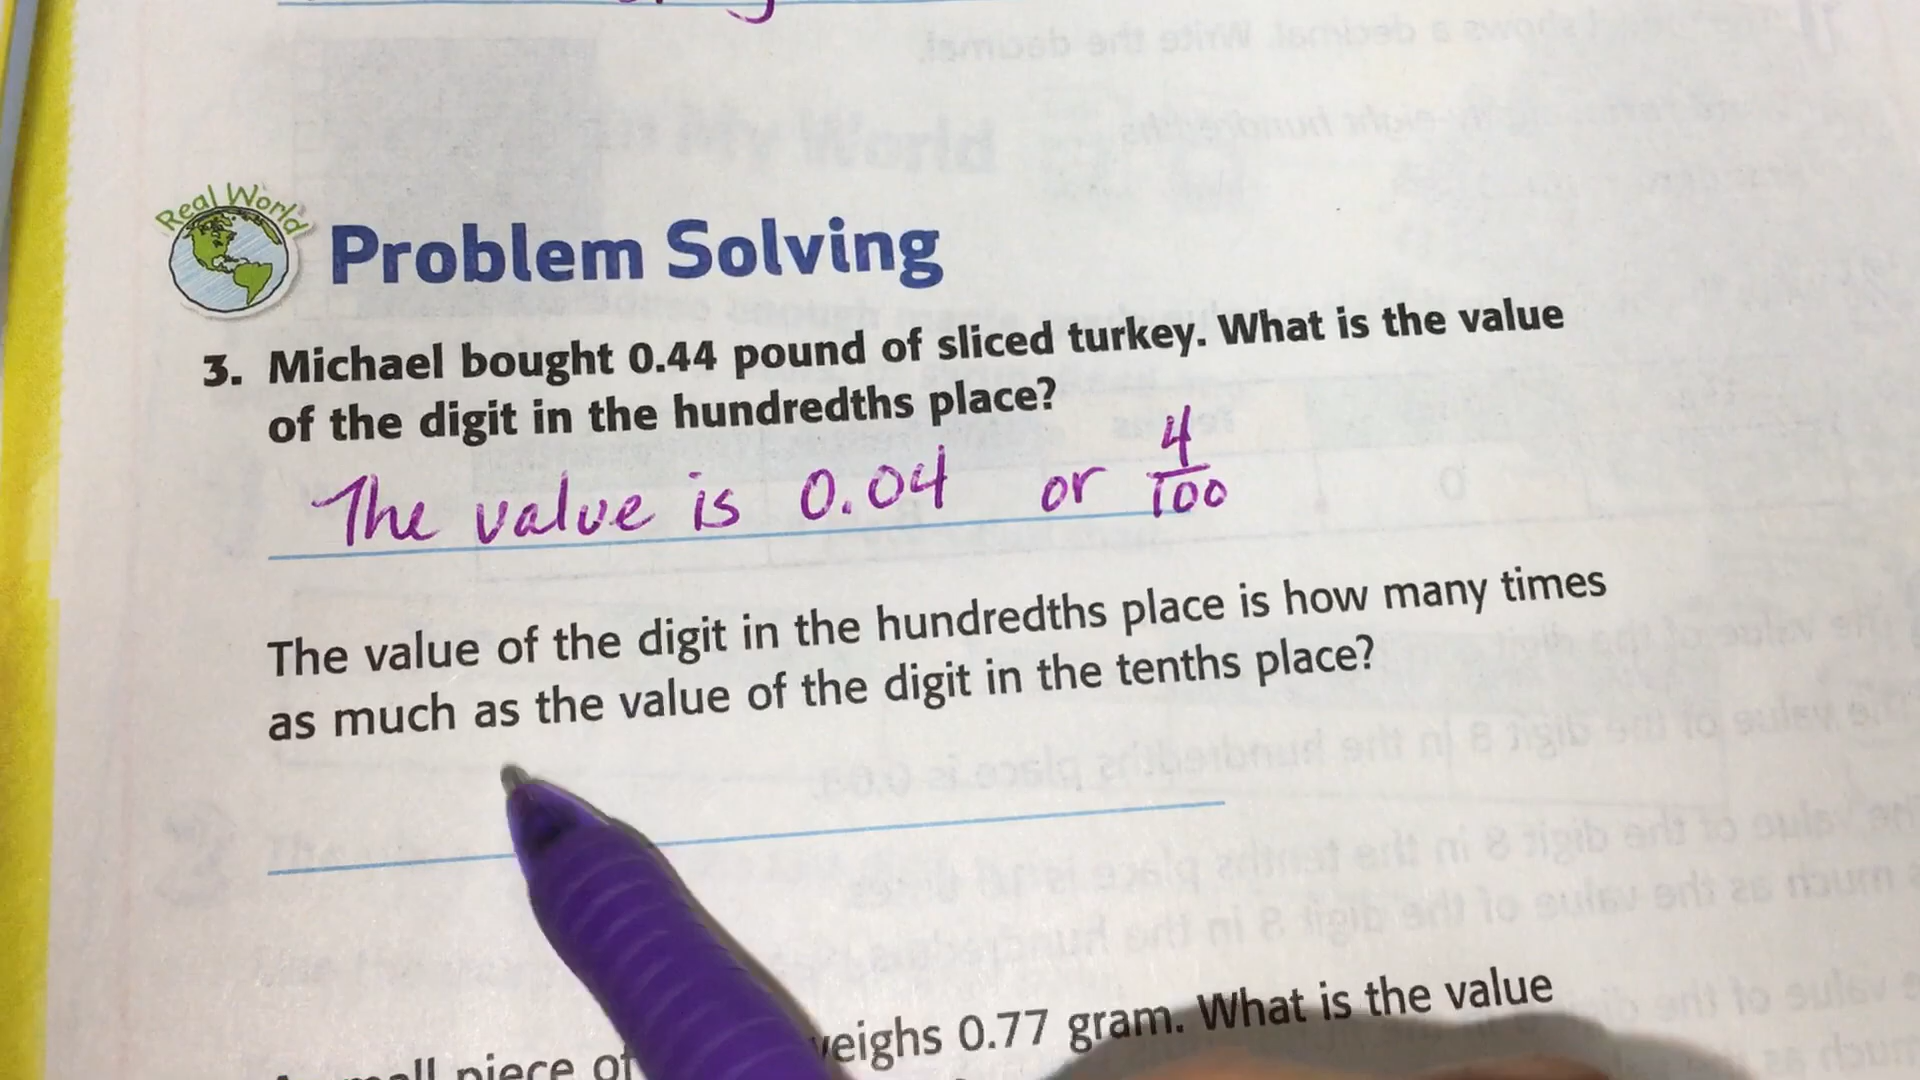 Real World
Problem Solving
3. Michael bought 0.44 pound of sliced turkey. What is the value
of the digit in the hundredths place?
The value is 0.04 or 4/100
The value of the digit in the hundredths place is how many times
as much as the value of the digit in the tenths place?
piece of weighs 0.77 gram. What is the value